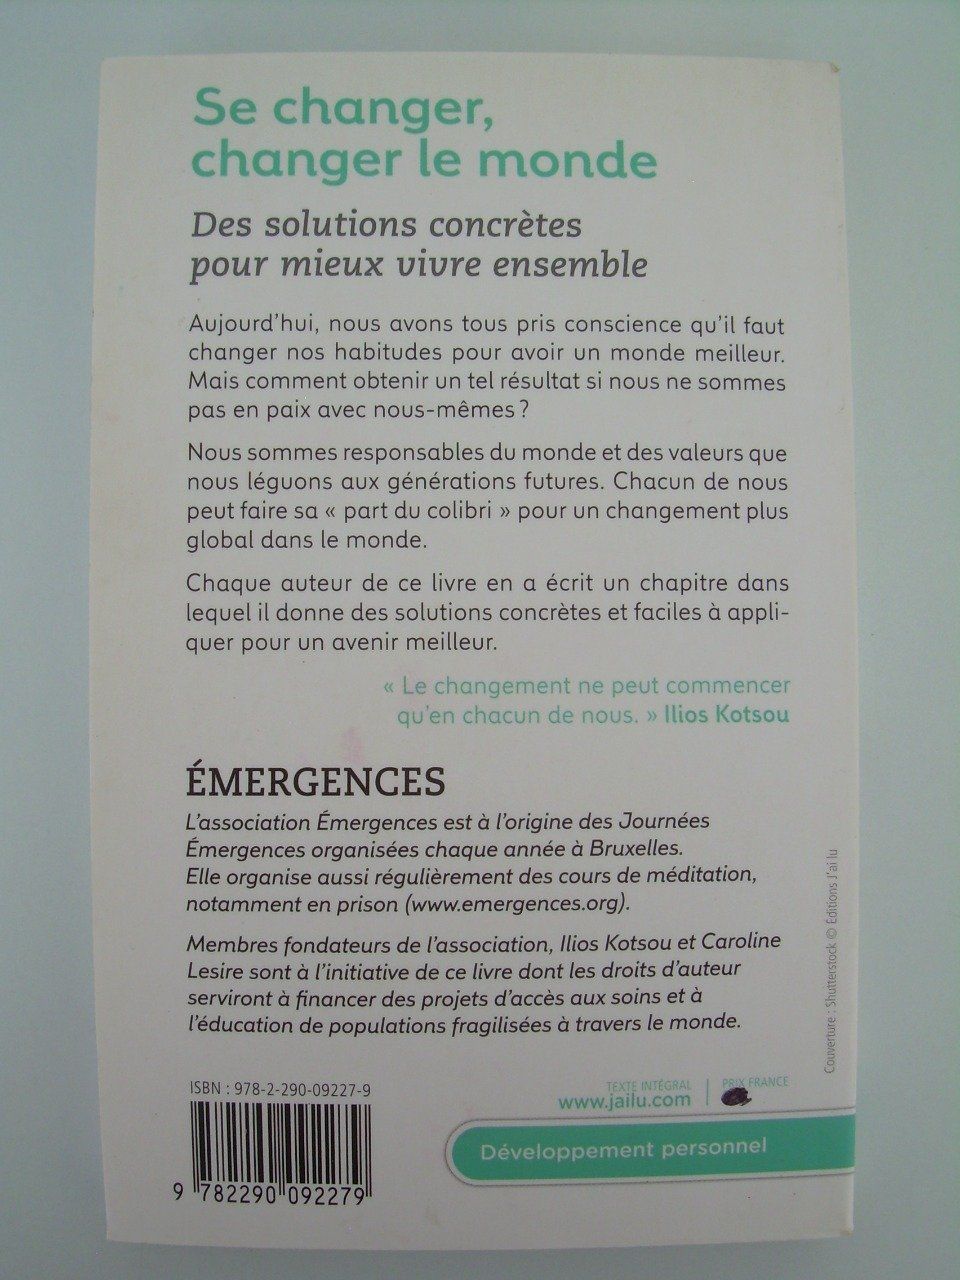 Se changer,
changer le monde
Des solutions concrètes
pour mieux vivre ensemble
Aujourd'hui, nous avons tous pris conscience qu'il faut
changer nos habitudes pour avoir un monde meilleur.
Mais comment obtenir un tel résultat si nous ne sommes
pas en paix avec nous-mêmes ?
Nous sommes responsables du monde et des valeurs que
nous léguons aux générations futures. Chacun de nous
peut faire sa « part du colibri » pour un changement plus
global dans le monde.
Chaque auteur de ce livre en a écrit un chapitre dans
lequel il donne des solutions concrètes et faciles à appli-
quer pour un avenir meilleur.
« Le changement ne peut commencer
qu'en chacun de nous. » Ilios Kotsou
ÉMERGENCES
L'association Émergences est à l'origine des Journées
Émergences organisées chaque année à Bruxelles.
Elle organise aussi régulièrement des cours de méditation,
notamment en prison (www.emergences.org).
Membres fondateurs de l'association, Ilios Kotsou et Caroline
Lesire sont à l'initiative de ce livre dont les droits d'auteur
serviront à financer des projets d'accès aux soins et à
l'éducation de populations fragilisées à travers le monde.
Couverture : Shutterstock © Éditions J'ai lu
ISBN : 978-2-290-09227-9
9 782290 092279
TEXTE INTÉGRAL
www.jailu.com
PRIX FRANCE
Développement personnel